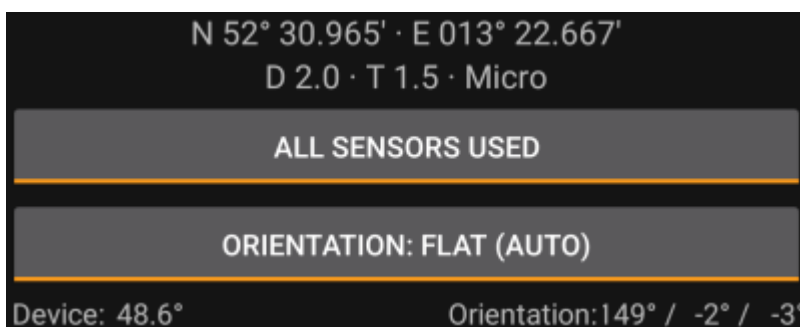 N 52° 30.965' · E 013° 22.667'
D 2.0 · T 1.5 · Micro
ALL SENSORS USED
ORIENTATION: FLAT (AUTO)
Device: 48.6° Orientation:149° / -2° / -3°